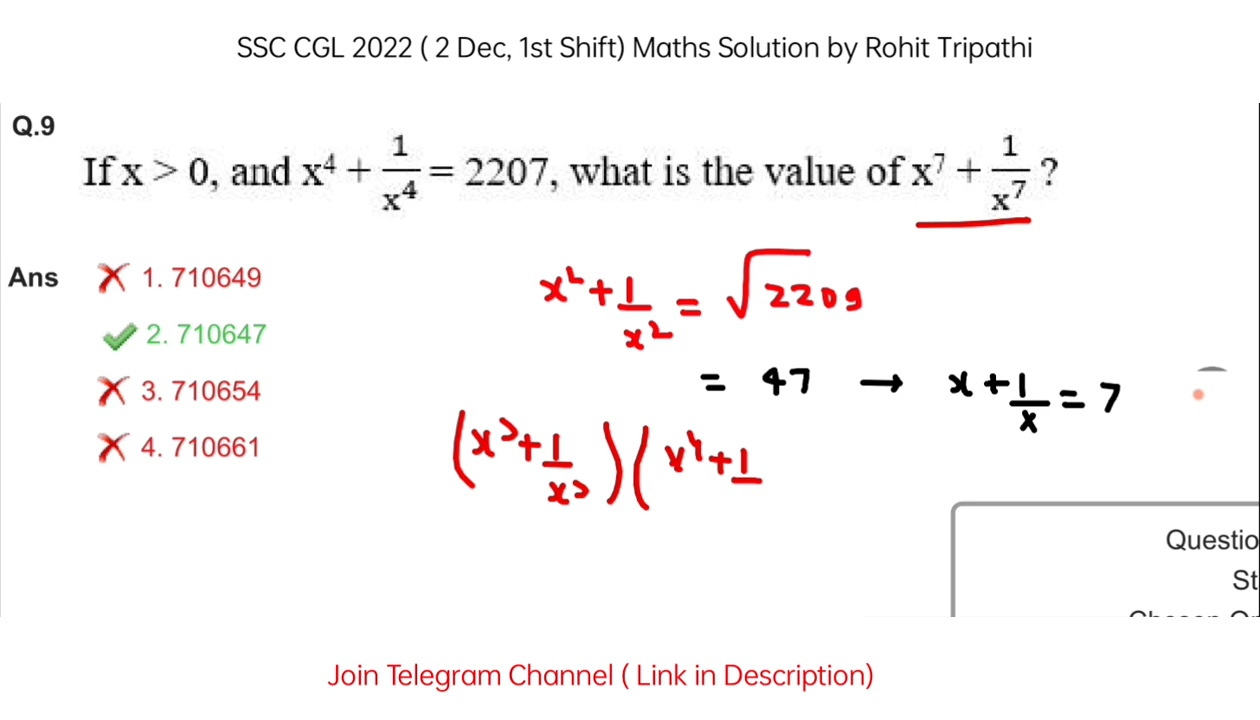 SSC CGL 2022 ( 2 Dec, 1st Shift) Maths Solution by Rohit Tripathi
Q.9
If x > 0, and x⁴ + 1/x⁴ = 2207, what is the value of x⁷ + 1/x⁷ ?
Ans
1. 710649
2. 710647
3. 710654
4. 710661
x² + 1/x² = √2209
= 47 → x + 1/x = 7
(x³ + 1/x³)(x⁴ + 1
Questio
St
Join Telegram Channel ( Link in Description)